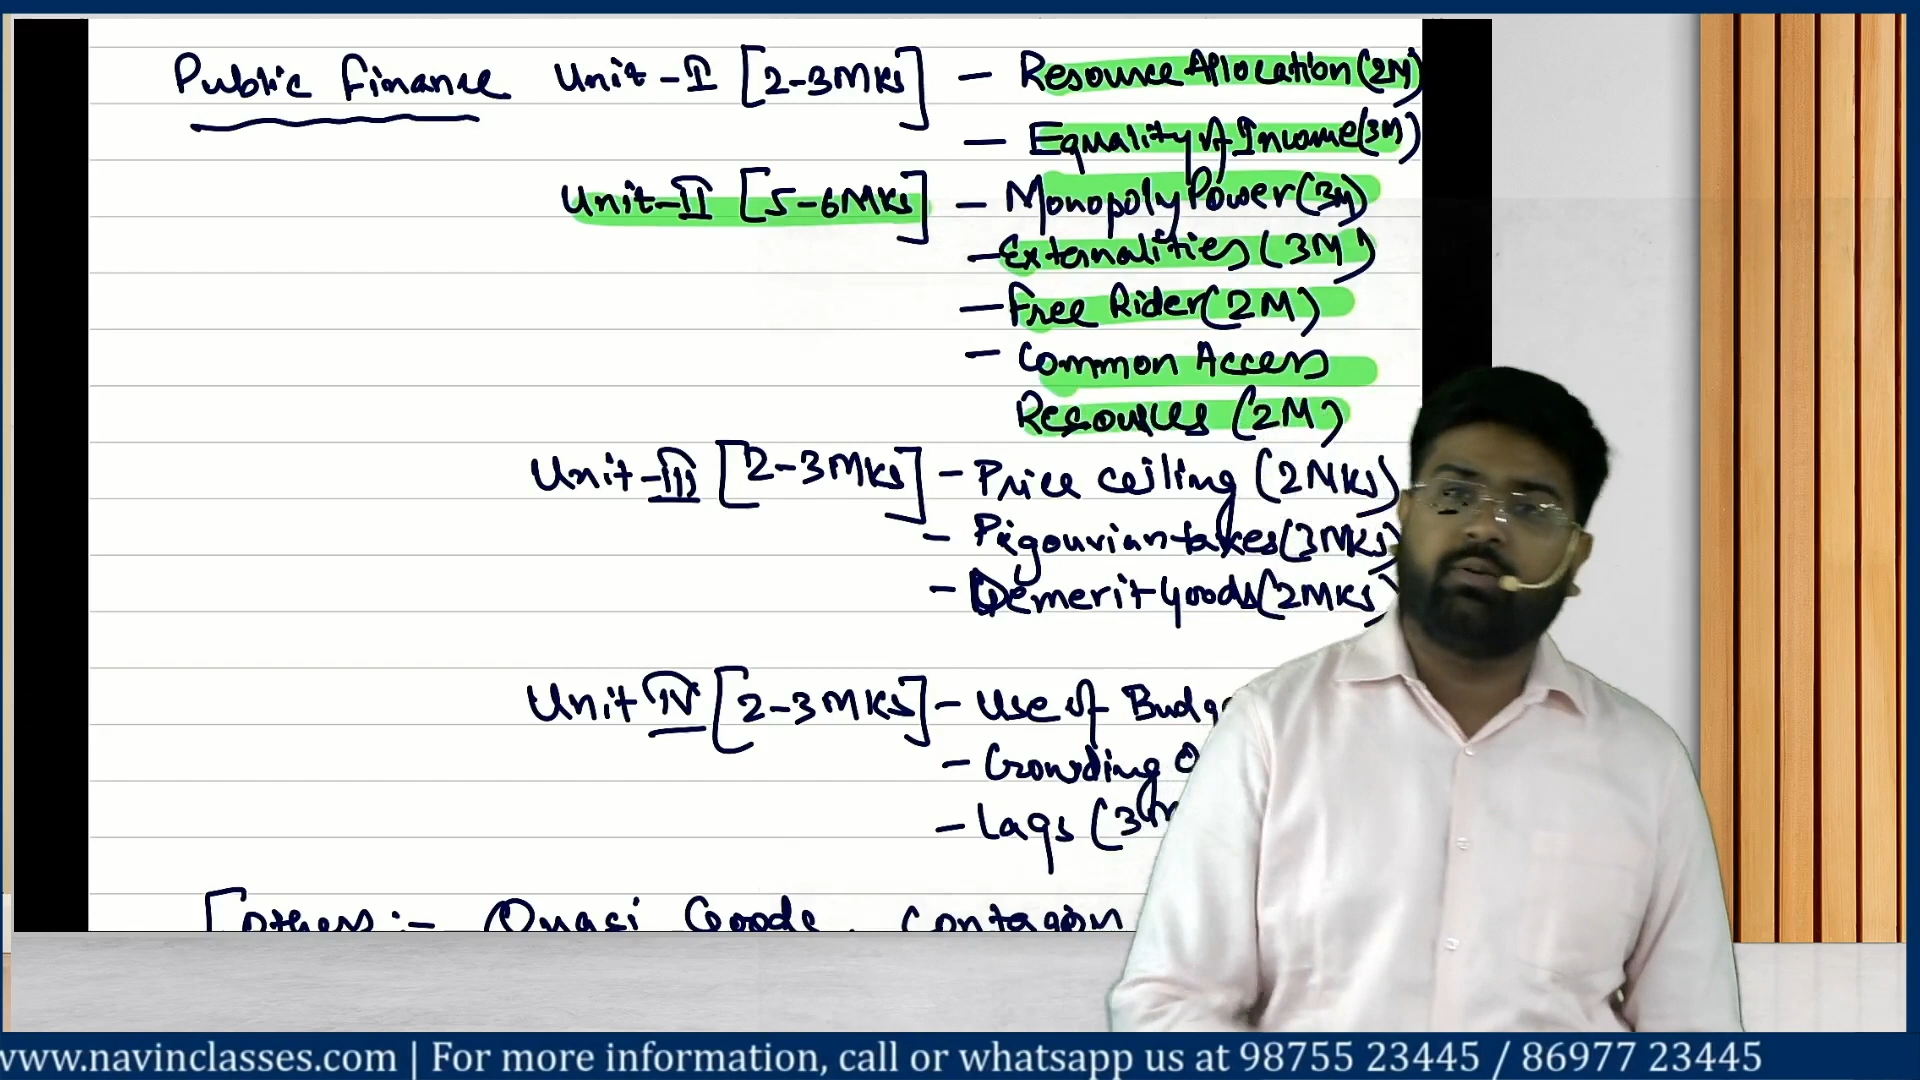 Public Finance Unit-I [2-3Mks] - Resource Allocation (2M)
- Equality of Income (3M)
Unit-II [5-6Mks] - Monopoly Power (3M)
- Externalities (3M)
- Free Rider (2M)
- Common Access
Resources (2M)
Unit-III [2-3Mks] - Price ceiling (2Mks)
- Pigouvian taxes (3Mks)
- Demerit Goods (2Mks)
Unit IV [2-3Mks] - Use of
- Crowding
- Lags (3
[others:- Quasi Goods, Contagion
www.navinclasses.com | For more information, call or whatsapp us at 98755 23445 / 86977 23445